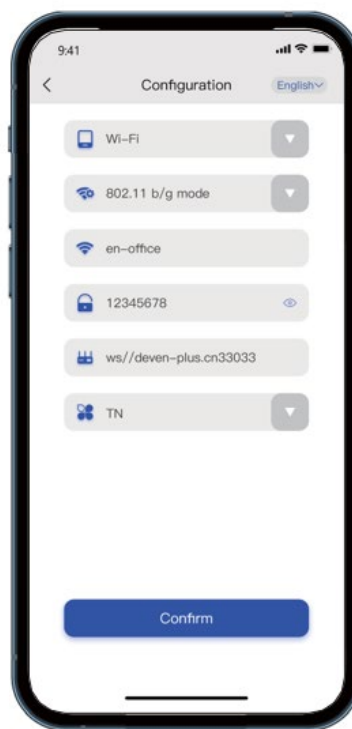 9:41
Configuration
English
Wi-Fi
802.11 b/g mode
en-office
12345678
ws//deven-plus.cn33033
TN
Confirm